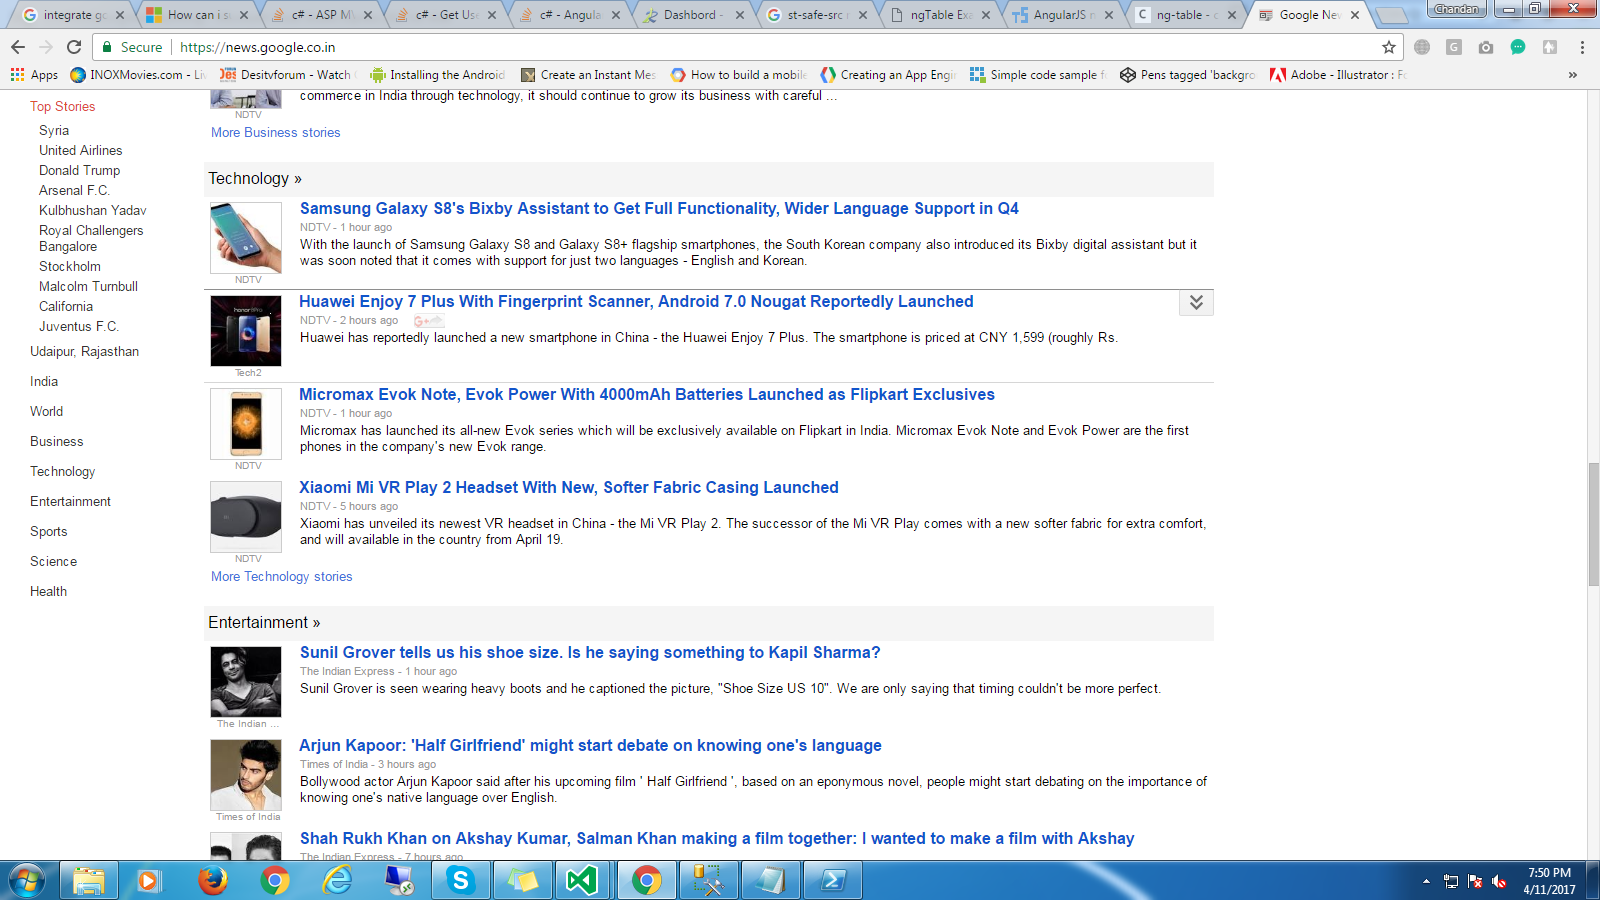 integrate go
How can i s
c# - ASP M
c# - Get Use
c# - Angula
Dashbord -
st-safe-src
ngTable Exa
AngularJS n
ng-table - c
Google New
Chandan
Secure
https://news.google.co.in
Apps
INOXMovies.com - Li
Desitvforum - Watch
Installing the Android
Create an Instant Mes
How to build a mobile
Creating an App Engi
Simple code sample f
Pens tagged 'backgro
Adobe - Illustrator : Fo
Top Stories
Syria
United Airlines
Donald Trump
Arsenal F.C.
Kulbhushan Yadav
Royal Challengers
Bangalore
Stockholm
Malcolm Turnbull
California
Juventus F.C.
Udaipur, Rajasthan
India
World
Business
Technology
Entertainment
Sports
Science
Health
commerce in India through technology, it should continue to grow its business with careful ...
NDTV
More Business stories
Technology »
Samsung Galaxy S8's Bixby Assistant to Get Full Functionality, Wider Language Support in Q4
NDTV - 1 hour ago
With the launch of Samsung Galaxy S8 and Galaxy S8+ flagship smartphones, the South Korean company also introduced its Bixby digital assistant but it
was soon noted that it comes with support for just two languages - English and Korean.
NDTV
Huawei Enjoy 7 Plus With Fingerprint Scanner, Android 7.0 Nougat Reportedly Launched
NDTV - 2 hours ago
Huawei has reportedly launched a new smartphone in China - the Huawei Enjoy 7 Plus. The smartphone is priced at CNY 1,599 (roughly Rs.
Tech2
Micromax Evok Note, Evok Power With 4000mAh Batteries Launched as Flipkart Exclusives
NDTV - 1 hour ago
Micromax has launched its all-new Evok series which will be exclusively available on Flipkart in India. Micromax Evok Note and Evok Power are the first
phones in the company's new Evok range.
NDTV
Xiaomi Mi VR Play 2 Headset With New, Softer Fabric Casing Launched
NDTV - 5 hours ago
Xiaomi has unveiled its newest VR headset in China - the Mi VR Play 2. The successor of the Mi VR Play comes with a new softer fabric for extra comfort,
and will available in the country from April 19.
NDTV
More Technology stories
Entertainment »
Sunil Grover tells us his shoe size. Is he saying something to Kapil Sharma?
The Indian Express - 1 hour ago
Sunil Grover is seen wearing heavy boots and he captioned the picture, "Shoe Size US 10". We are only saying that timing couldn't be more perfect.
The Indian ...
Arjun Kapoor: 'Half Girlfriend' might start debate on knowing one's language
Times of India - 3 hours ago
Bollywood actor Arjun Kapoor said after his upcoming film ' Half Girlfriend ', based on an eponymous novel, people might start debating on the importance of
knowing one's native language over English.
Times of India
Shah Rukh Khan on Akshay Kumar, Salman Khan making a film together: I wanted to make a film with Akshay
The Indian Express - 7 hours ago
7:50 PM
4/11/2017